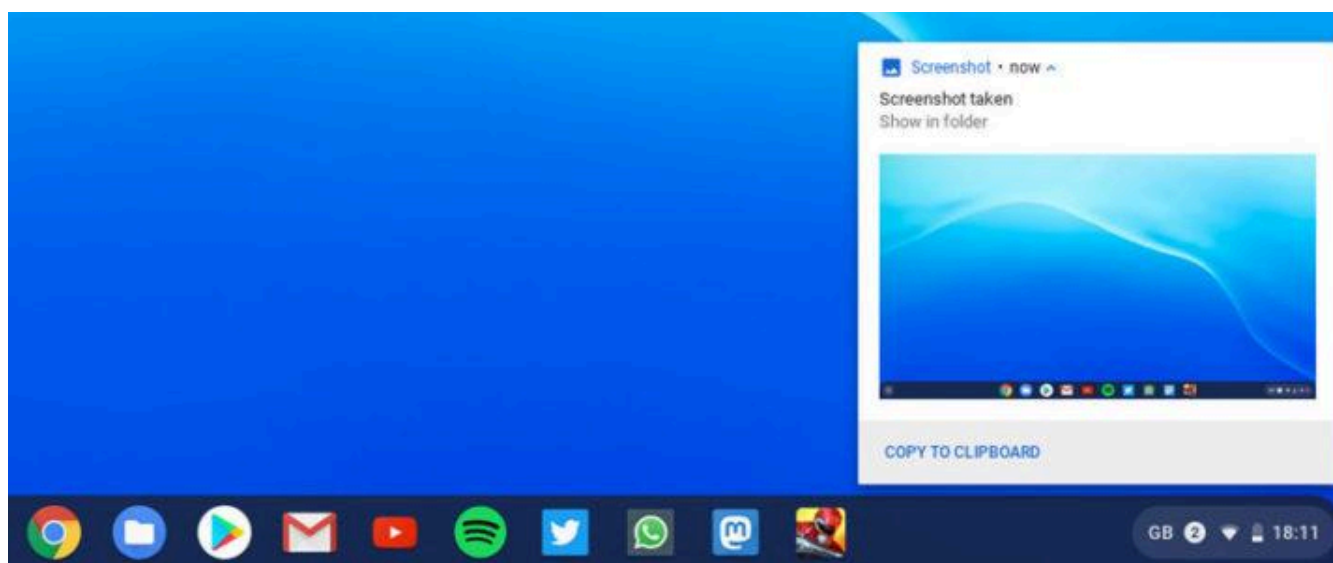 Screenshot • now
Screenshot taken
Show in folder
COPY TO CLIPBOARD
GB 2 18:11